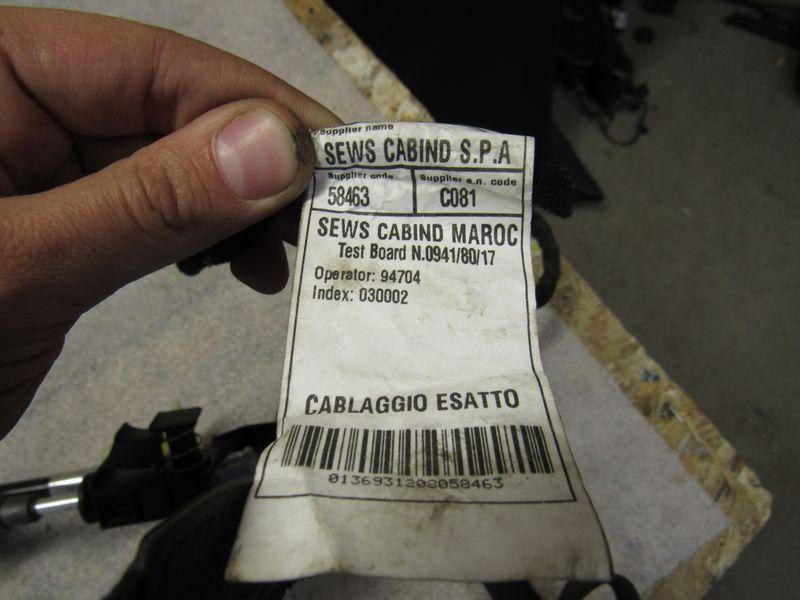 Supplier name
SEWS CABIND S.P.A
Supplier code Supplier s.n. code
58463 C081
SEWS CABIND MAROC
Test Board N.0941/80/17
Operator: 94704
Index: 030002
CABLAGGIO ESATTO
0136931208058463